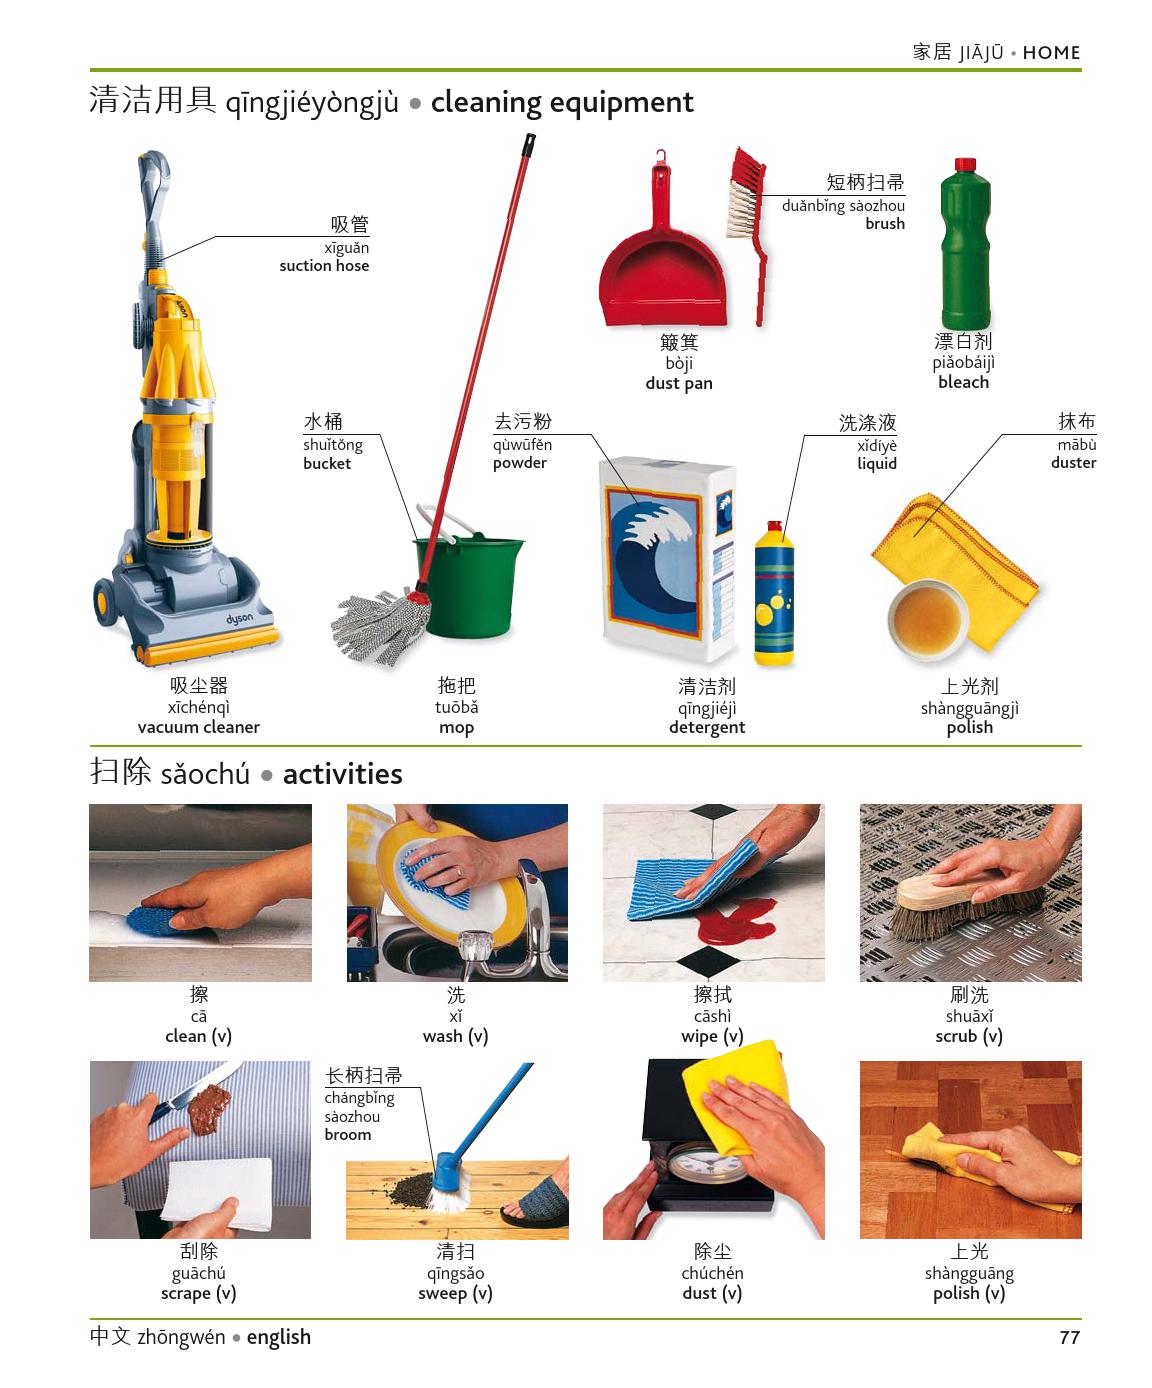 家居 JIĀJŪ • HOME
清洁用具 qīngjiéyòngjù • cleaning equipment
吸管
xīguǎn
suction hose
短柄扫帚
duǎnbǐng sàozhou
brush
簸箕
bòji
dust pan
漂白剂
piǎobáijì
bleach
水桶
shuǐtǒng
bucket
去污粉
qùwūfěn
powder
洗涤液
xǐdíyè
liquid
抹布
mābù
duster
dyson
dyson
吸尘器
xīchénqì
vacuum cleaner
拖把
tuōbǎ
mop
清洁剂
qīngjiéjì
detergent
上光剂
shàngguāngjì
polish
扫除 sǎochú • activities
擦
cā
clean (v)
洗
xǐ
wash (v)
擦拭
cāshì
wipe (v)
刷洗
shuāxǐ
scrub (v)
长柄扫帚
chángbǐng
sàozhou
broom
刮除
guāchú
scrape (v)
清扫
qīngsǎo
sweep (v)
除尘
chúchén
dust (v)
上光
shàngguāng
polish (v)
中文 zhōngwén • english
77